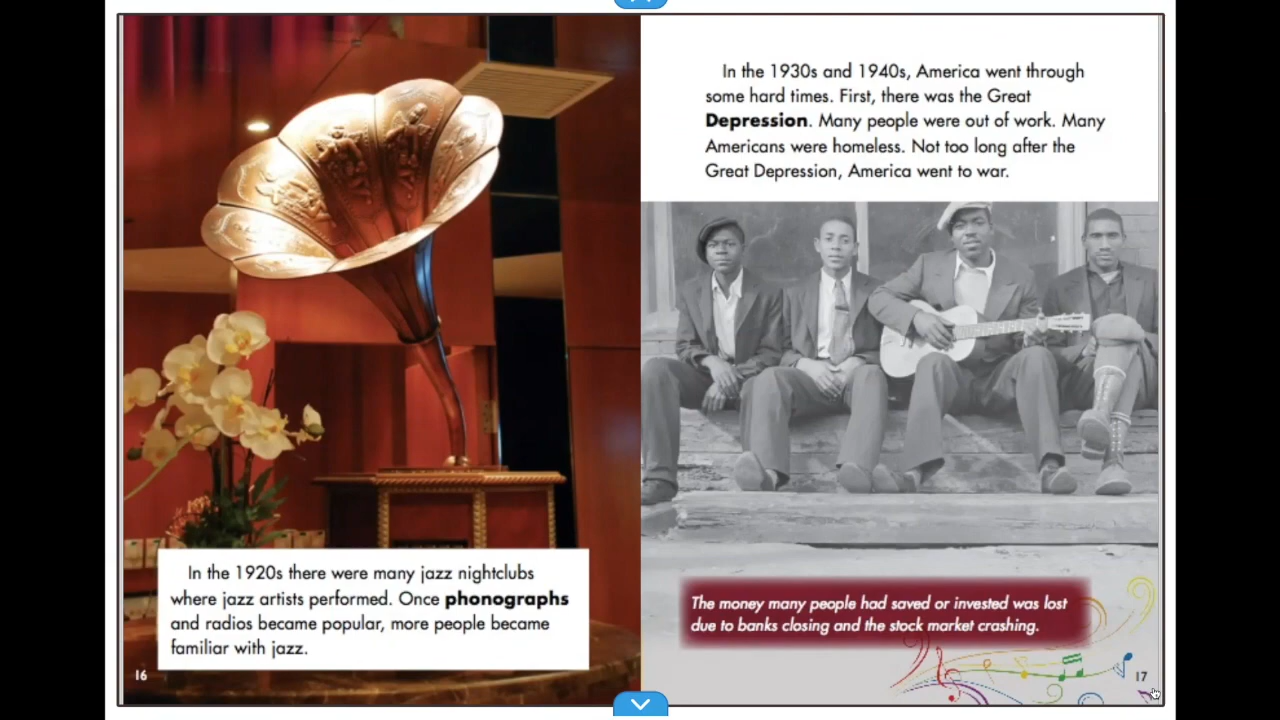 In the 1920s there were many jazz nightclubs
where jazz artists performed. Once phonographs
and radios became popular, more people became
familiar with jazz.
16
In the 1930s and 1940s, America went through
some hard times. First, there was the Great
Depression. Many people were out of work. Many
Americans were homeless. Not too long after the
Great Depression, America went to war.
The money many people had saved or invested was lost
due to banks closing and the stock market crashing.
17